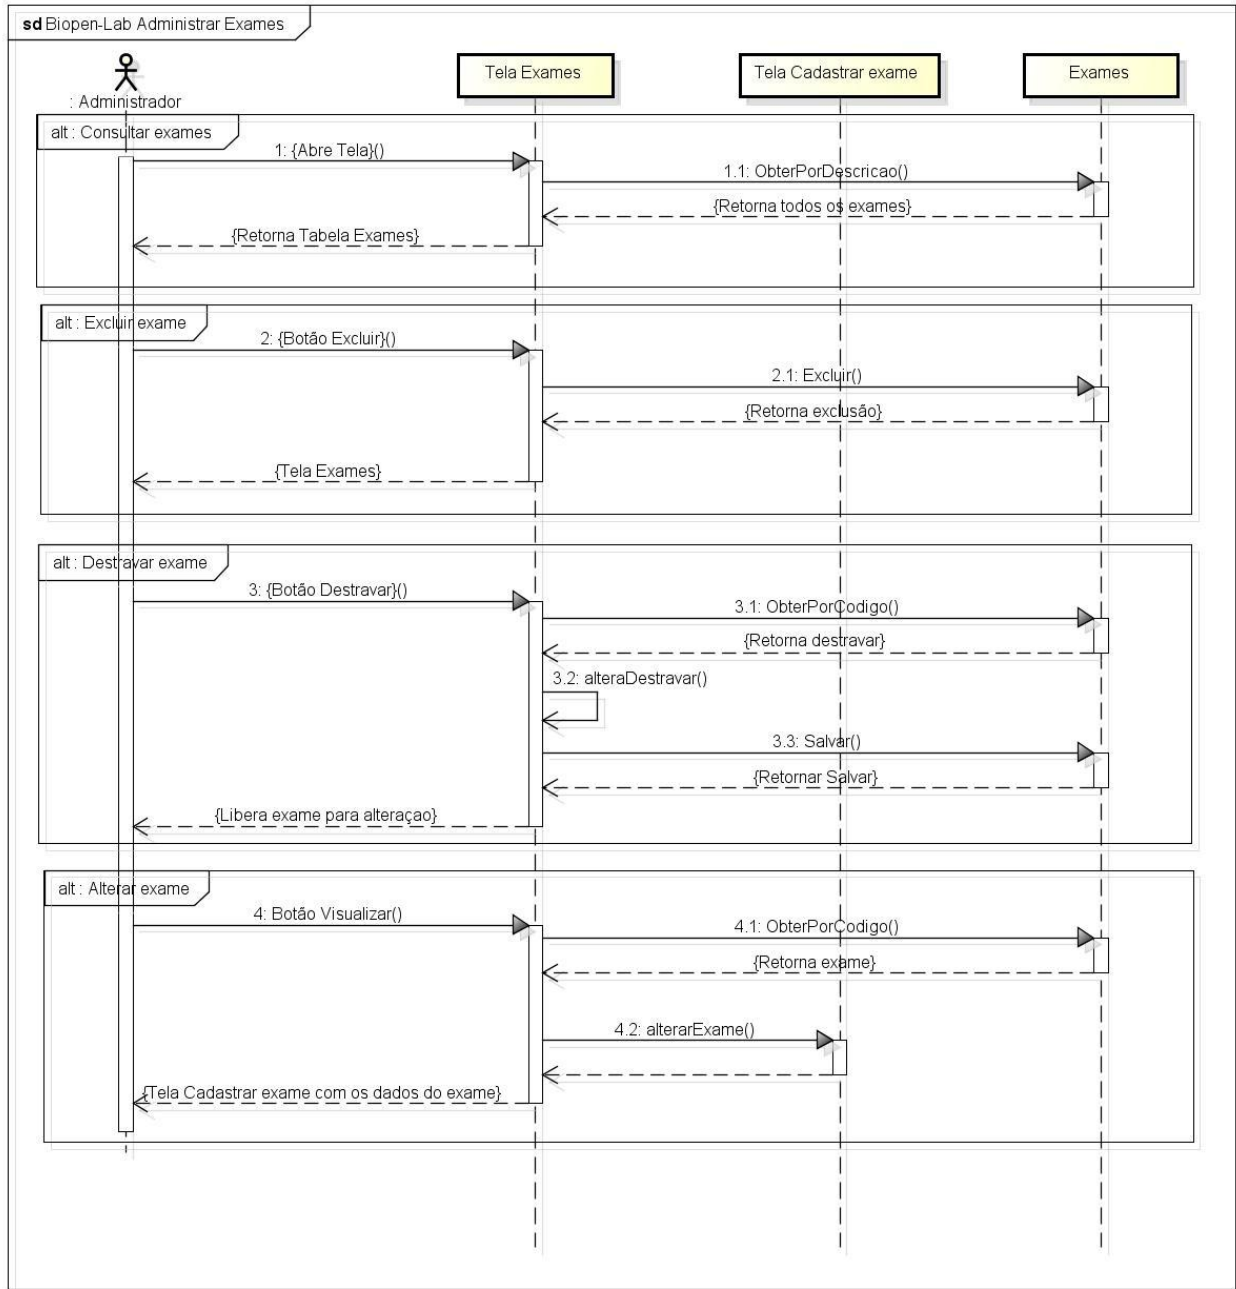 sd Biopen-Lab Administrar Exames
: Administrador
Tela Exames
Tela Cadastrar exame
Exames
alt : Consultar exames
1: {Abre Tela}()
1.1: ObterPorDescricao()
{Retorna todos os exames}
{Retorna Tabela Exames}
alt : Excluir exame
2: {Botão Excluir}()
2.1: Excluir()
{Retorna exclusão}
{Tela Exames}
alt : Destravar exame
3: {Botão Destravar}()
3.1: ObterPorCodigo()
{Retorna destravar}
3.2: alteraDestravar()
3.3: Salvar()
{Retornar Salvar}
{Libera exame para alteraçao}
alt : Alterar exame
4: Botão Visualizar()
4.1: ObterPorCodigo()
{Retorna exame}
4.2: alterarExame()
{Tela Cadastrar exame com os dados do exame}